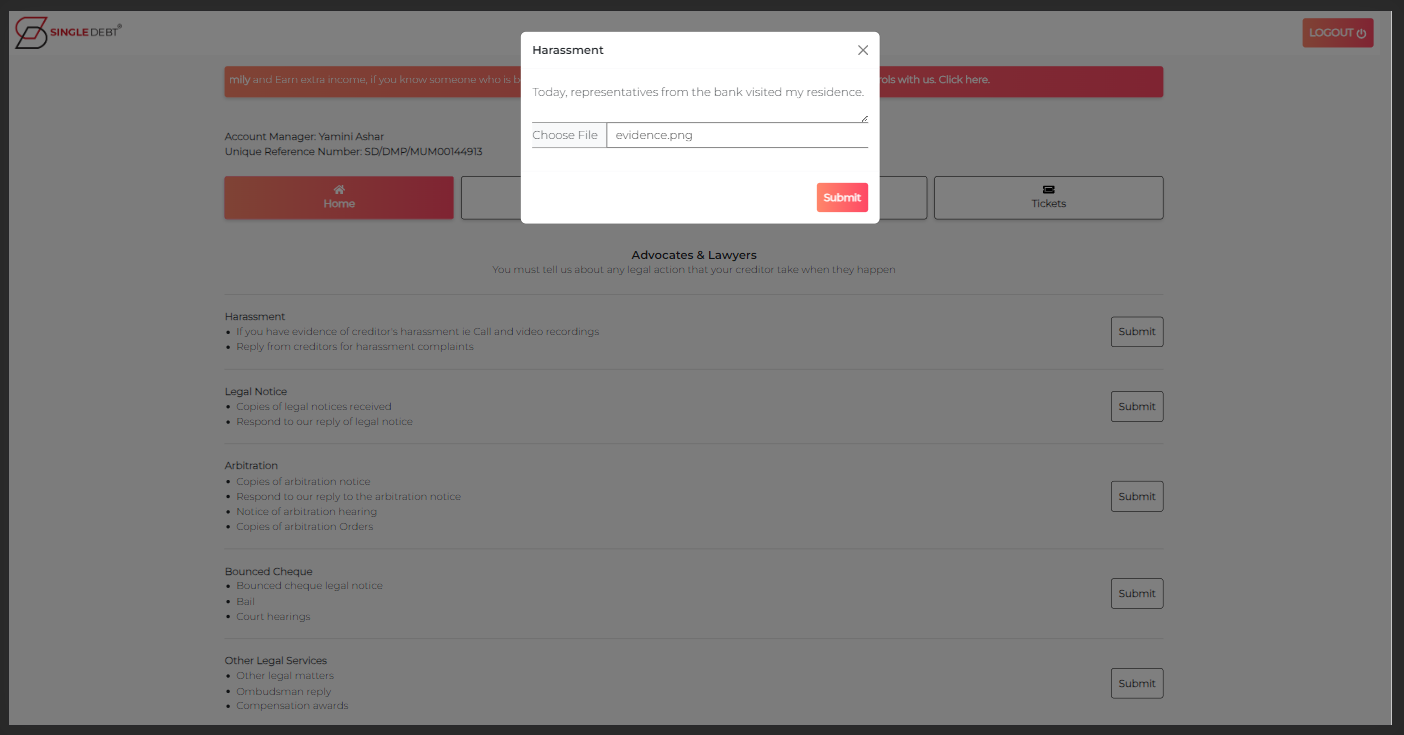 SINGLE DEBT®
LOGOUT
Harassment
mily and Earn extra income, if you know someone who is
rols with us. Click here.
Today, representatives from the bank visited my residence.
Choose File evidence.png
Account Manager: Yamini Ashar
Unique Reference Number: SD/DMP/MUM00144913
Submit
Home
Tickets
Advocates & Lawyers
You must tell us about any legal action that your creditor take when they happen
Harassment
• If you have evidence of creditor's harassment ie Call and video recordings
• Reply from creditors for harassment complaints
Submit
Legal Notice
• Copies of legal notices received
• Respond to our reply of legal notice
Submit
Arbitration
• Copies of arbitration notice
• Respond to our reply to the arbitration notice
• Notice of arbitration hearing
• Copies of arbitration Orders
Submit
Bounced Cheque
• Bounced cheque legal notice
• Bail
• Court hearings
Submit
Other Legal Services
• Other legal matters
• Ombudsman reply
• Compensation awards
Submit